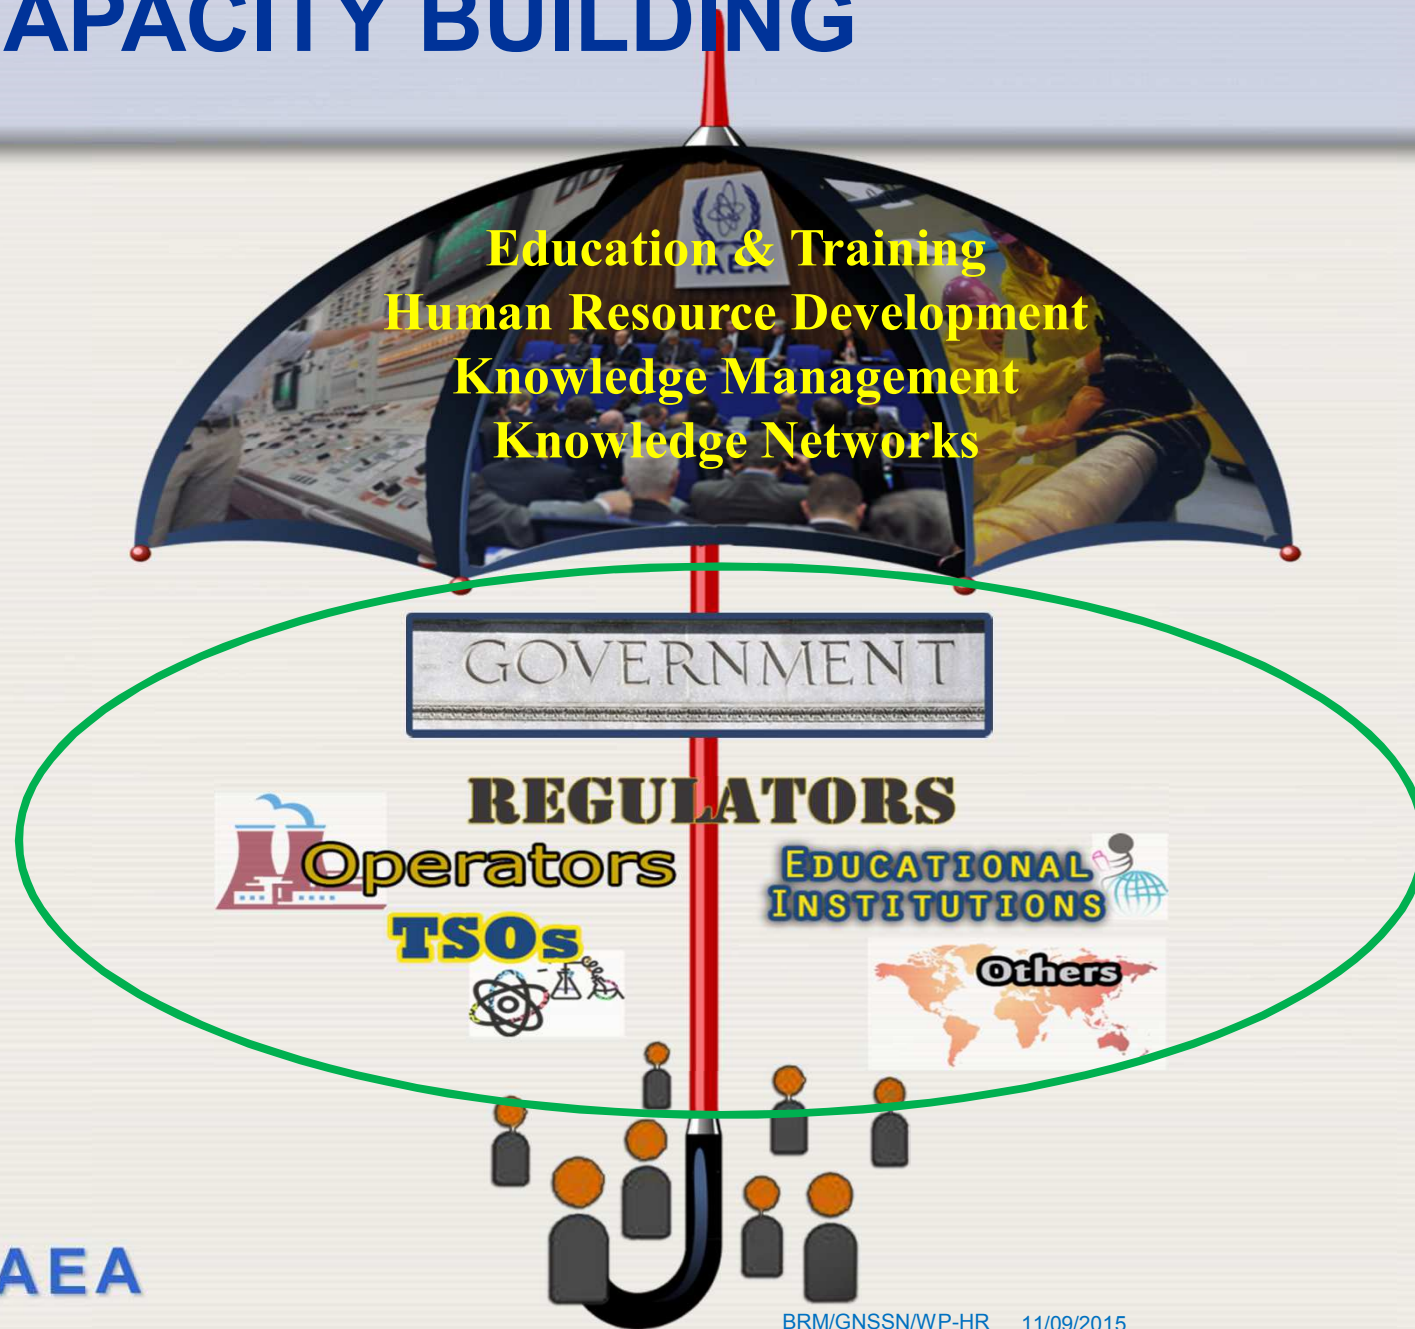 APACITY BUILDING
IAEA
Education & Training
Human Resource Development
Knowledge Management
Knowledge Networks
GOVERNMENT
REGULATORS
Operators
EDUCATIONAL
INSTITUTIONS
TSOs
Others
AEA
BRM/GNSSN/WP-HR 11/09/2015